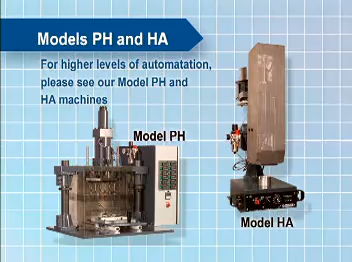 Models PH and HA
For higher levels of automatation,
please see our Model PH and
HA machines
Model PH
Model HA